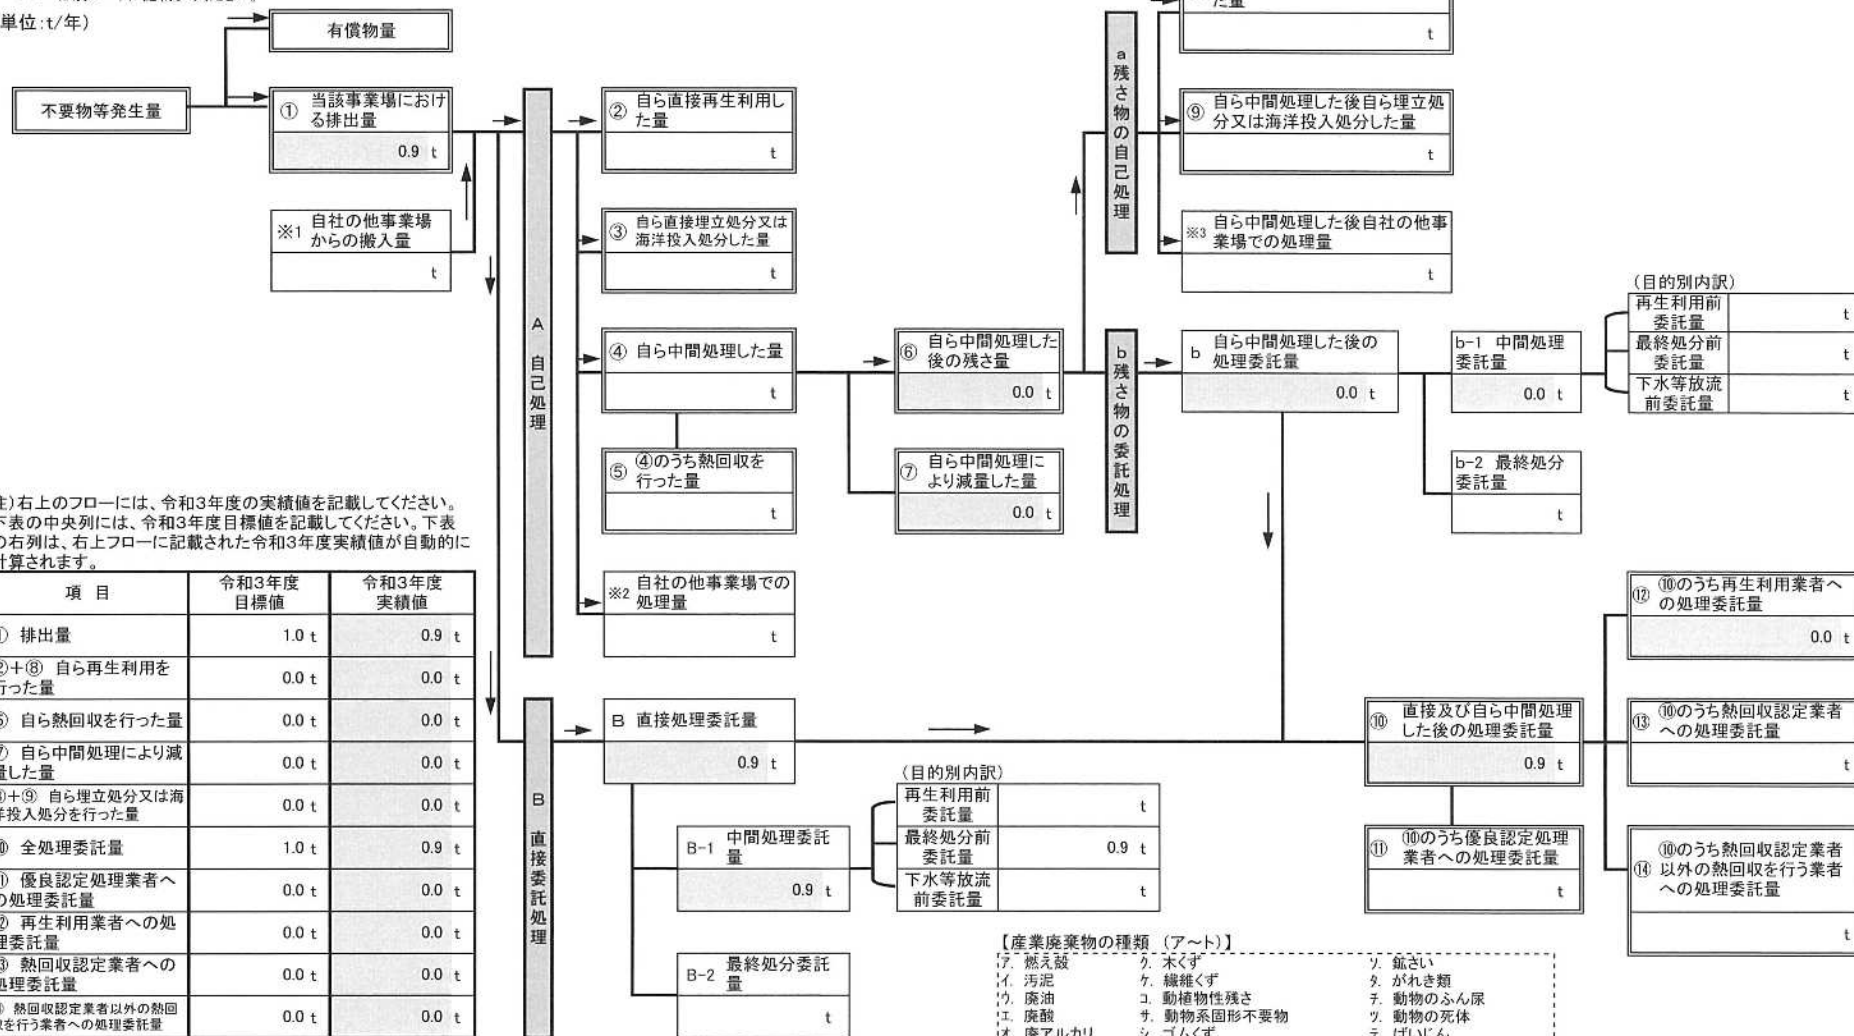 単位:t/年)
有償物量
不要物等発生量
① 当該事業場におけ
る排出量
0.9 t
※1 自社の他事業場
からの搬入量
t
A 自己処理
② 自ら直接再生利用し
た量
t
③ 自ら直接埋立処分又は
海洋投入処分した量
t
④ 自ら中間処理した量
t
⑤ ④のうち熱回収を
行った量
t
※2 自社の他事業場での
処理量
t
⑥ 自ら中間処理した
後の残さ量
0.0 t
⑦ 自ら中間処理に
より減量した量
0.0 t
a 残さ物の自己処理
た量
t
⑨ 自ら中間処理した後自ら埋立処
分又は海洋投入処分した量
t
※3 自ら中間処理した後自社の他事
業場での処理量
t
b 残さ物の委託処理
b 自ら中間処理した後の
処理委託量
0.0 t
b-1 中間処理
委託量
0.0 t
(目的別内訳)
再生利用前
委託量 t
最終処分前
委託量 t
下水等放流
前委託量 t
b-2 最終処分
委託量
t
注)右上のフローには、令和3年度の実績値を記載してください。
下表の中央列には、令和3年度目標値を記載してください。下表
の右列は、右上フローに記載された令和3年度実績値が自動的に
計算されます。
項 目 令和3年度
目標値 令和3年度
実績値
① 排出量 1.0 t 0.9 t
②+⑧ 自ら再生利用を
行った量 0.0 t 0.0 t
⑤ 自ら熱回収を行った量 0.0 t 0.0 t
⑦ 自ら中間処理により減
量した量 0.0 t 0.0 t
③+⑨ 自ら埋立処分又は海
洋投入処分を行った量 0.0 t 0.0 t
⑩ 全処理委託量 1.0 t 0.9 t
⑪ 優良認定処理業者へ
の処理委託量 0.0 t 0.0 t
⑫ 再生利用業者への処
理委託量 0.0 t 0.0 t
⑬ 熱回収認定業者への
処理委託量 0.0 t 0.0 t
⑭ 熱回収認定業者以外の熱回
収を行う業者への処理委託量 0.0 t 0.0 t
B 直接委託処理
B 直接処理委託量
0.9 t
B-1 中間処理委託
量
0.9 t
(目的別内訳)
再生利用前
委託量 t
最終処分前
委託量 0.9 t
下水等放流
前委託量 t
B-2 最終処分委託
量
t
⑩ 直接及び自ら中間処理
した後の処理委託量
0.9 t
⑪ ⑩のうち優良認定処理
業者への処理委託量
t
⑫ ⑩のうち再生利用業者へ
の処理委託量
0.0 t
⑬ ⑩のうち熱回収認定業者
への処理委託量
t
⑭ ⑩のうち熱回収認定業者
以外の熱回収を行う業者
への処理委託量
t
【産業廃棄物の種類 (ア~ト)】
ア. 燃え殻 ク. 木くず ソ. 鉱さい
イ. 汚泥 ケ. 繊維くず タ. がれき類
ウ. 廃油 コ. 動植物性残さ チ. 動物のふん尿
エ. 廃酸 サ. 動物系固形不要物 ツ. 動物の死体
オ. 廃アルカリ シ. ゴムくず テ. ばいじん